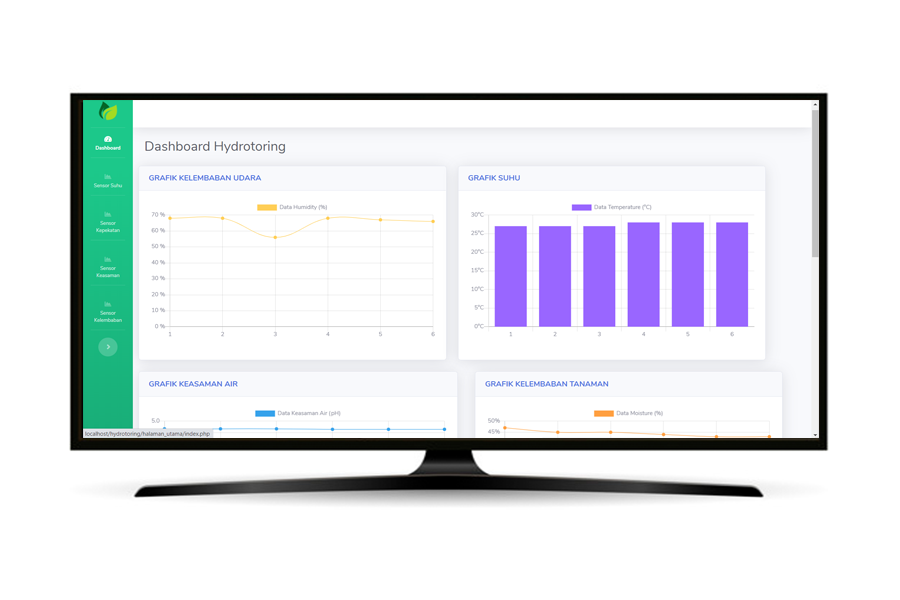 Dashboard
Sensor Suhu
Sensor
Kepekatan
Sensor
Keasaman
Sensor
Kelembaban
Dashboard Hydrotoring
GRAFIK KELEMBABAN UDARA
Data Humidity (%)
70 %
60 %
50 %
40 %
30 %
20 %
10 %
0 %
1 2 3 4 5 6
GRAFIK SUHU
Data Temperature (°C)
30°C
25°C
20°C
15°C
10°C
5°C
0°C
1 2 3 4 5 6
GRAFIK KEASAMAN AIR
Data Keasaman Air (pH)
5,0
GRAFIK KELEMBABAN TANAMAN
Data Moisture (%)
50%
45%
localhost/hydrotoring/halaman_utama/index.php